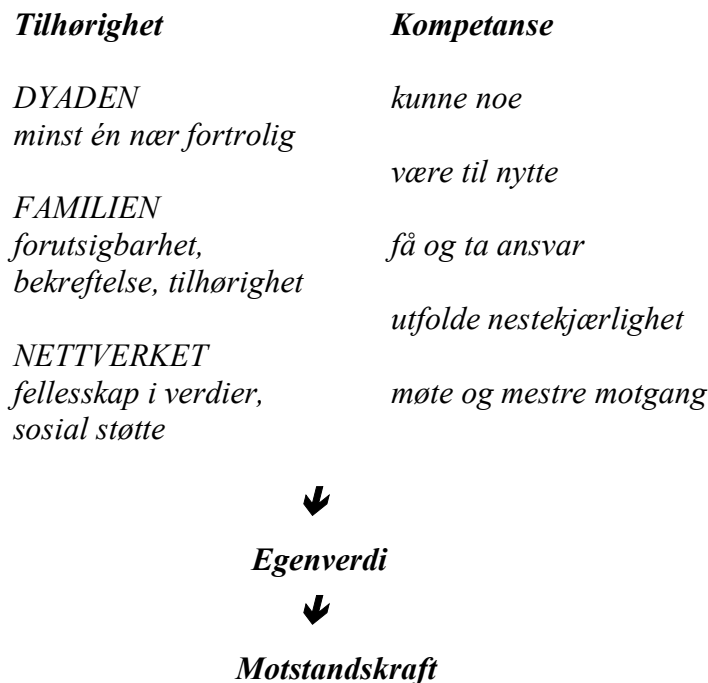 Tilhørighet
DYADEN
minst én nær fortrolig
FAMILIEN
forutsigbarhet,
bekreftelse, tilhørighet
NETTVERKET
fellesskap i verdier,
sosial støtte
Kompetanse
kunne noe
være til nytte
få og ta ansvar
utfolde nestekjærlighet
møte og mestre motgang
Egenverdi
Motstandskraft